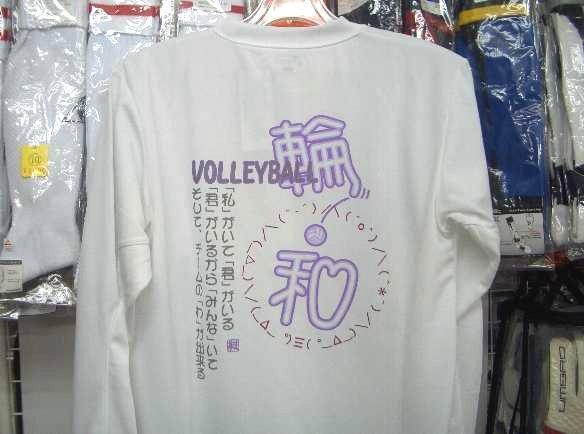 輪・和
VOLLEYBALL
「私」がいて「君」がいる
「君」がいるから「みんな」いて
そして、チームの「わ」が出来る
UMBRO